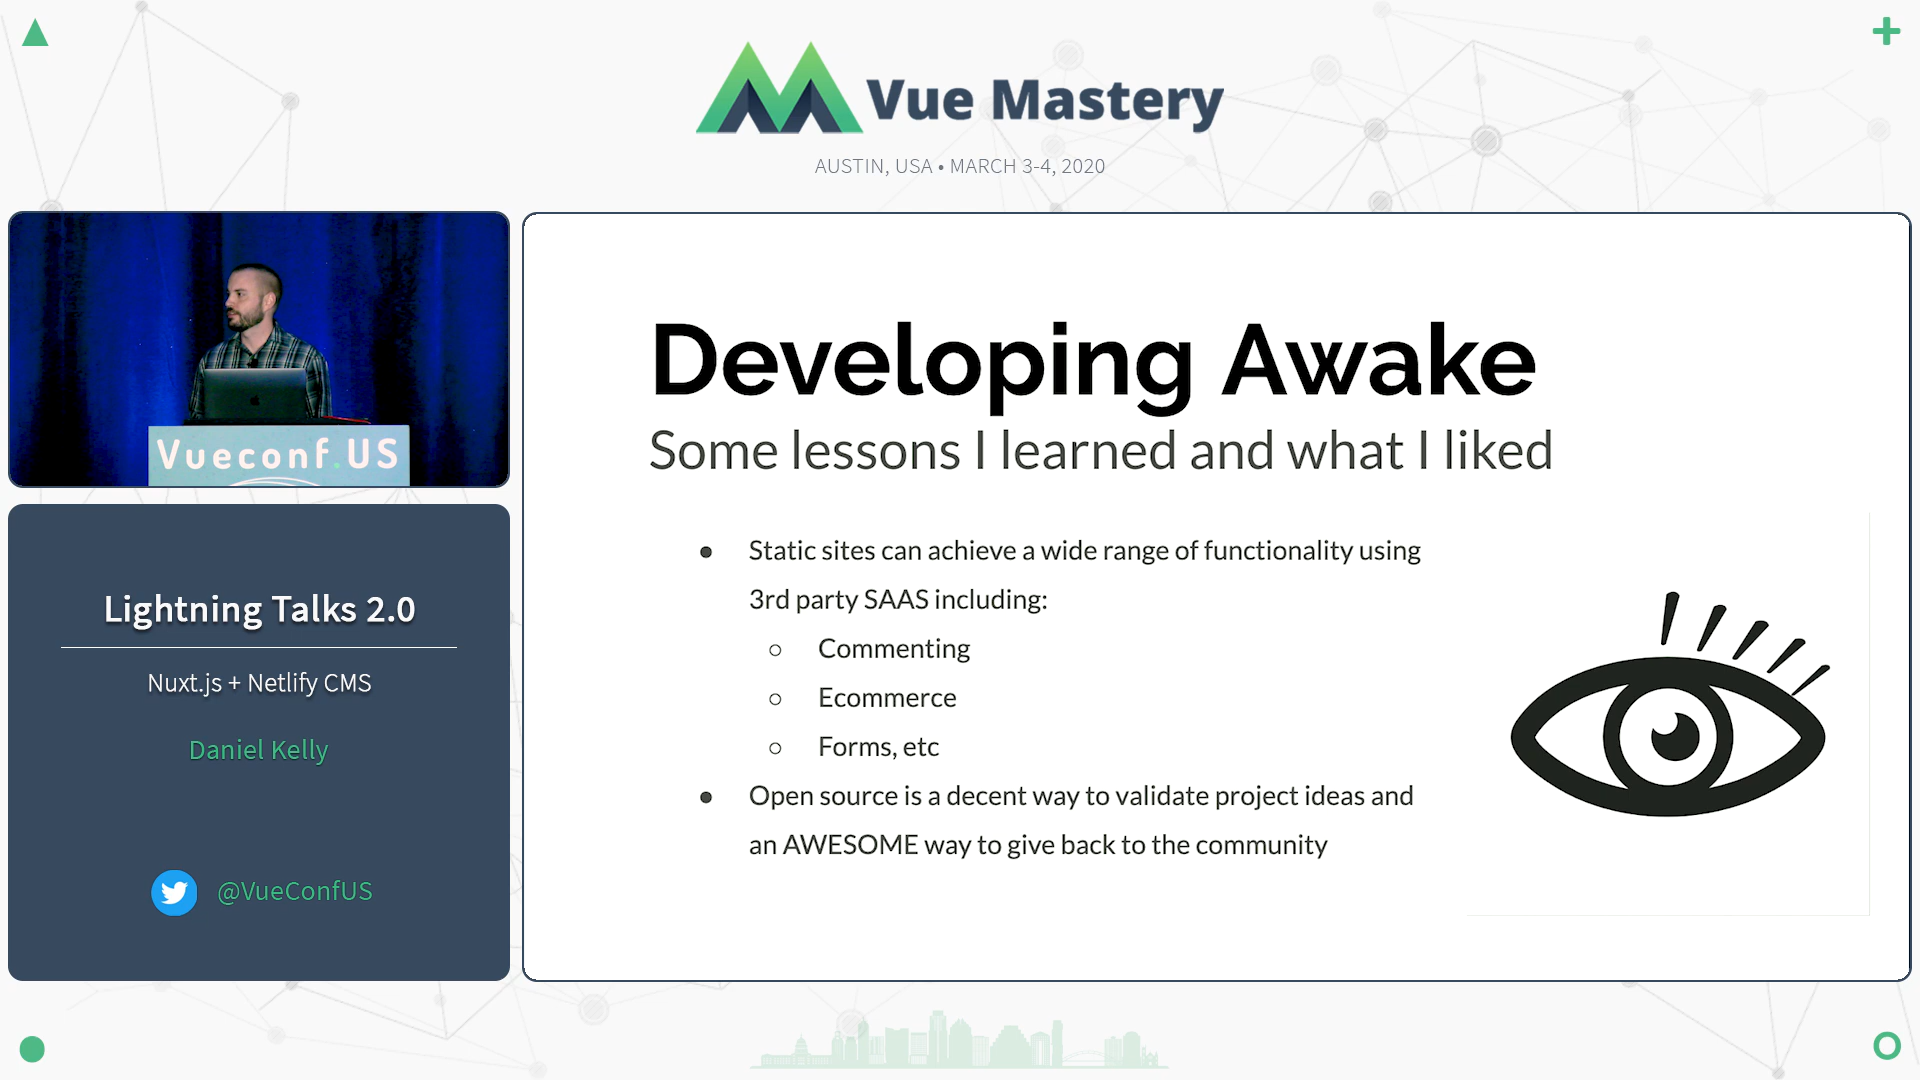 Vue Mastery
AUSTIN, USA • MARCH 3-4, 2020
Vueconf.US
Lightning Talks 2.0
Nuxt.js + Netlify CMS
Daniel Kelly
@VueConfUS
Developing Awake
Some lessons I learned and what I liked
● Static sites can achieve a wide range of functionality using
3rd party SAAS including:
○ Commenting
○ Ecommerce
○ Forms, etc
● Open source is a decent way to validate project ideas and
an AWESOME way to give back to the community